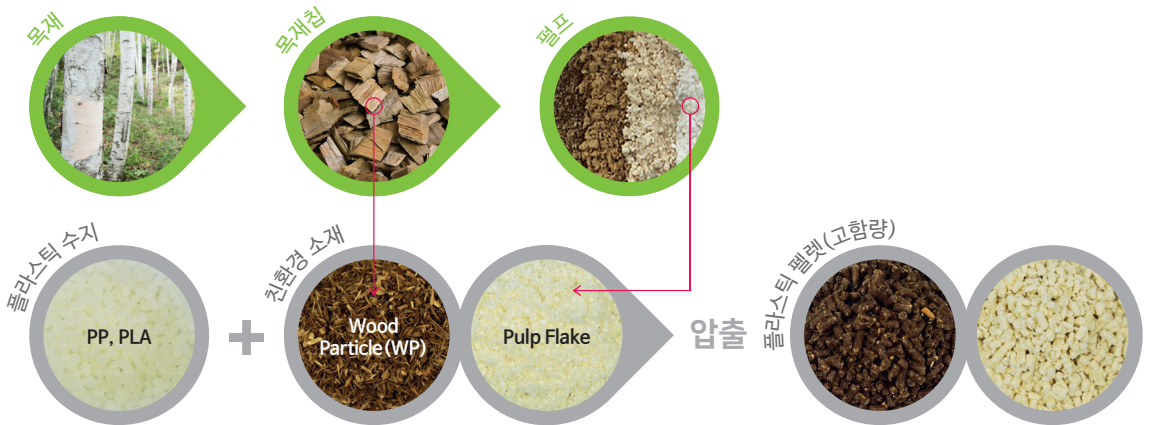 목재
목재칩
펄프
플라스틱 수지
PP, PLA
+
친환경 소재
Wood
Particle(WP)
Pulp Flake
압출
플라스틱 펠렛(고함량)